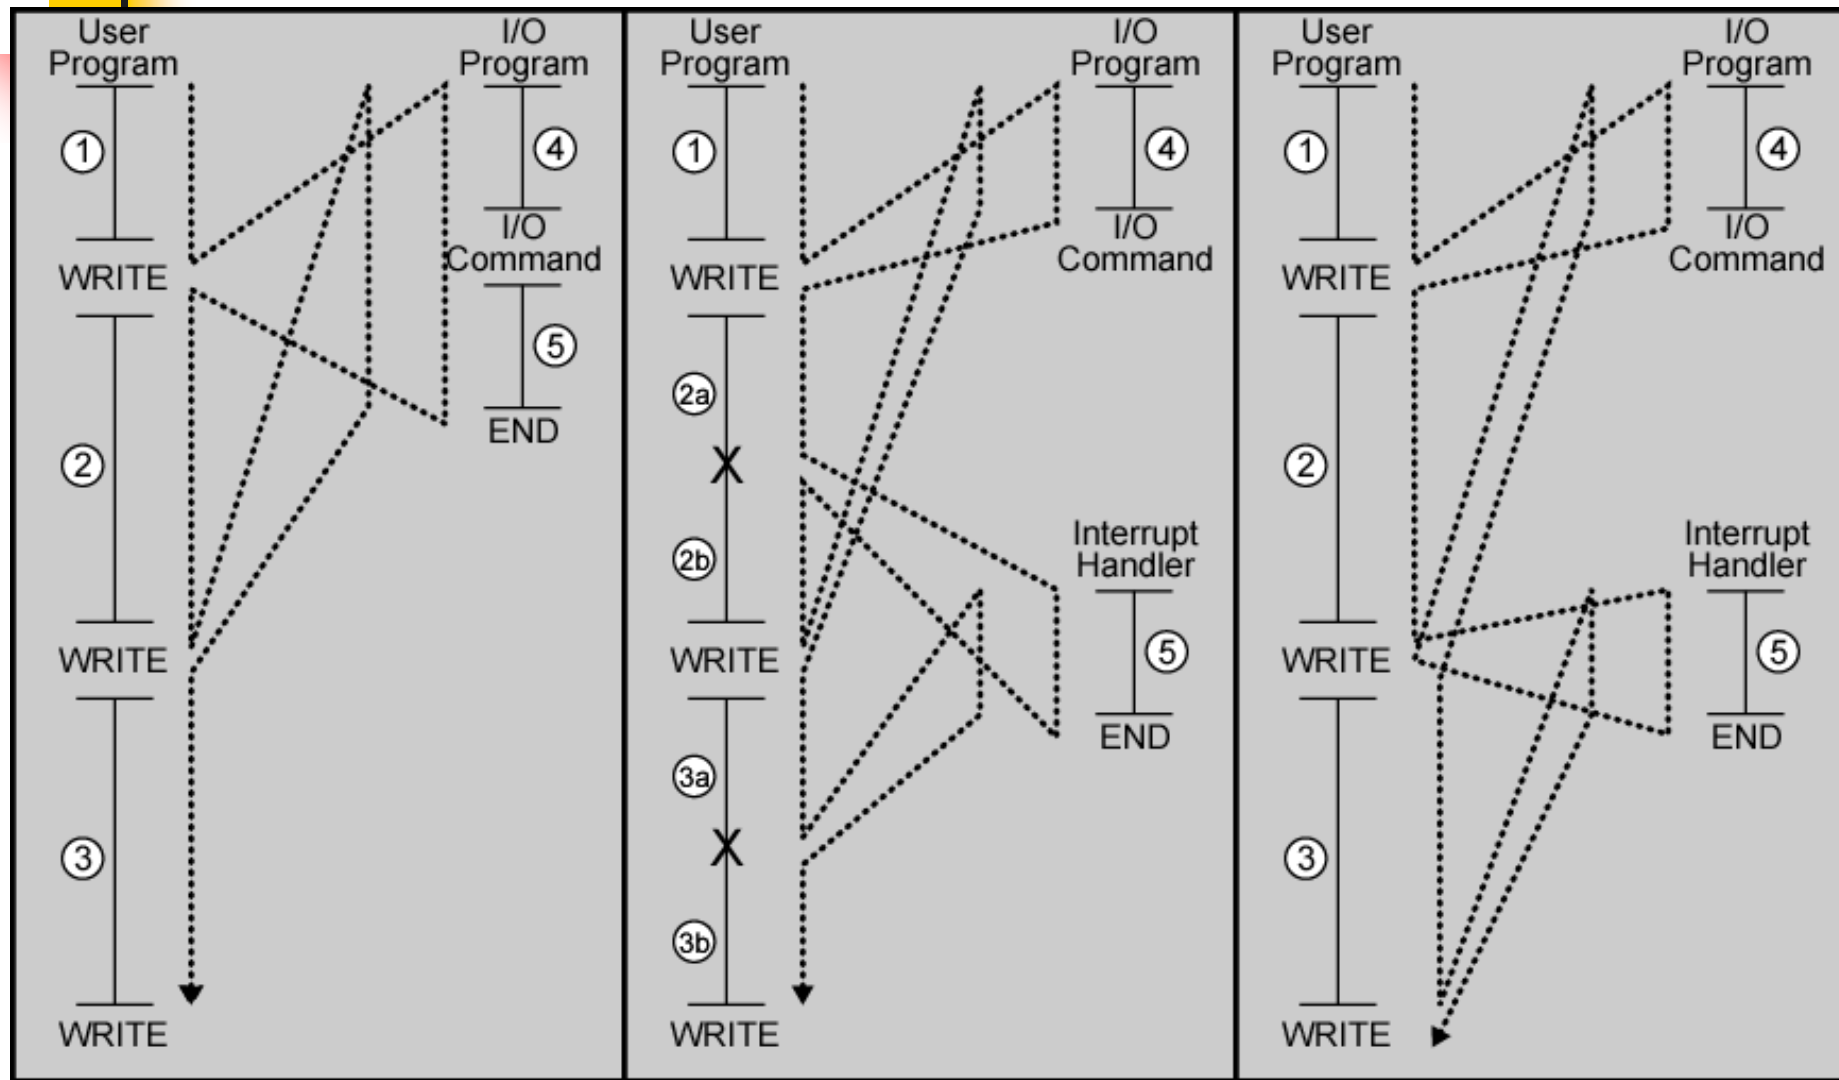 User
Program
I/O
Program
1
4
I/O
Command
WRITE
5
END
2
WRITE
3
WRITE
User
Program
I/O
Program
1
4
I/O
Command
WRITE
2a
X
2b
Interrupt
Handler
WRITE
5
END
3a
X
3b
WRITE
User
Program
I/O
Program
1
4
I/O
Command
WRITE
2
Interrupt
Handler
WRITE
5
END
3
WRITE